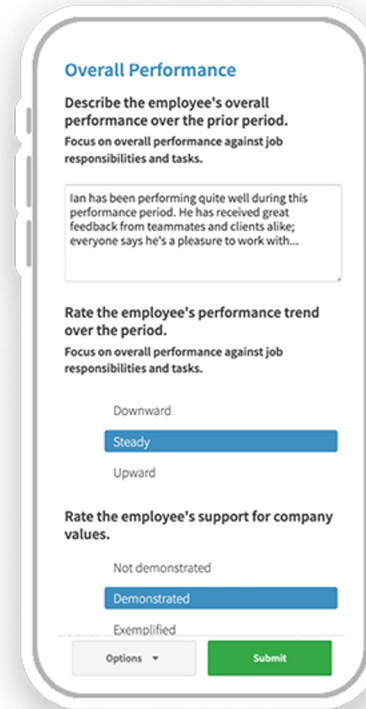 Overall Performance
Describe the employee's overall
performance over the prior period.
Focus on overall performance against job
responsibilities and tasks.
Ian has been performing quite well during this
performance period. He has received great
feedback from teammates and clients alike;
everyone says he's a pleasure to work with...
Rate the employee's performance trend
over the period.
Focus on overall performance against job
responsibilities and tasks.
Downward
Steady
Upward
Rate the employee's support for company
values.
Not demonstrated
Demonstrated
Exemplified
Options
Submit